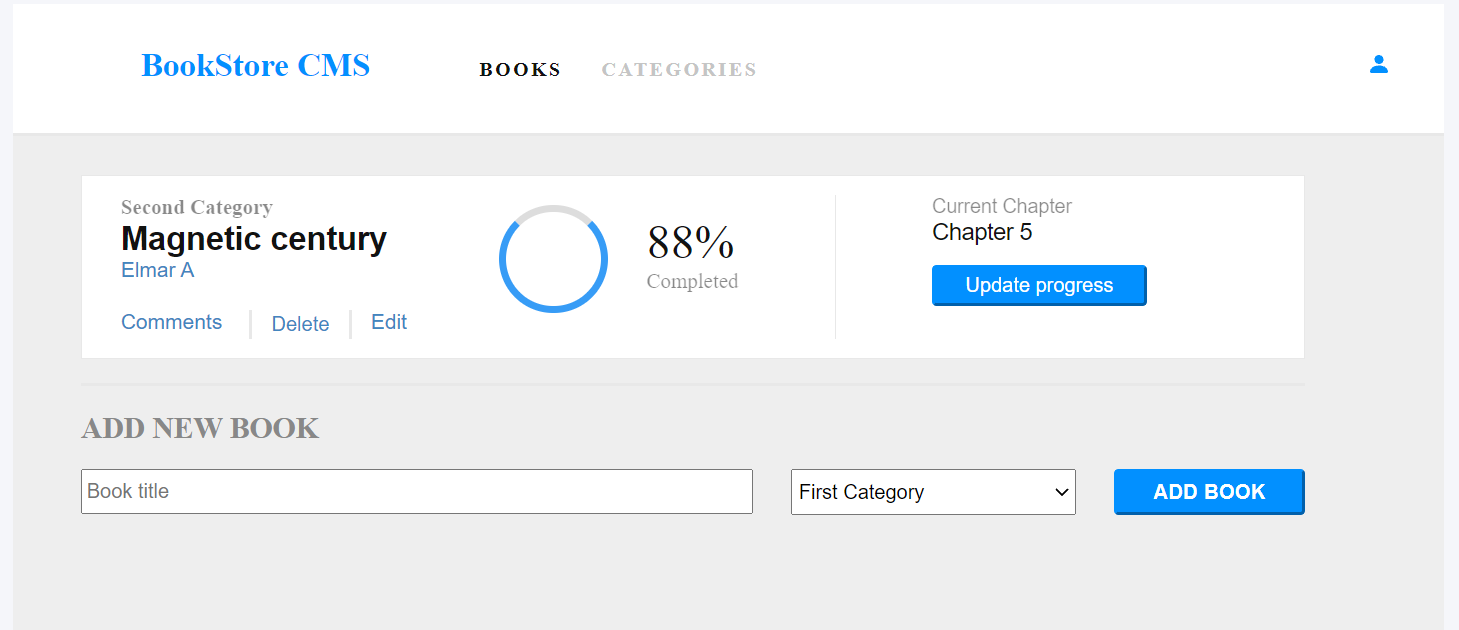 BookStore CMS
BOOKS
CATEGORIES
Second Category
Magnetic century
Elmar A
Comments
Delete
Edit
88%
Completed
Current Chapter
Chapter 5
Update progress
ADD NEW BOOK
Book title
First Category
ADD BOOK